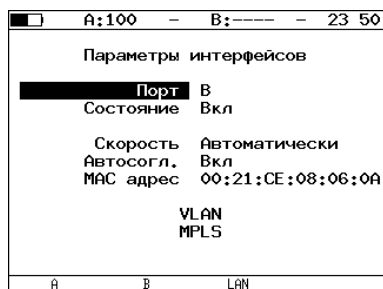 A:100 – B:---- – 23 50
Параметры интерфейсов
Порт В
Состояние Вкл
Скорость Автоматически
Автосогл. Вкл
MAC адрес 00:21:CE:08:06:0A
VLAN
MPLS
A B LAN